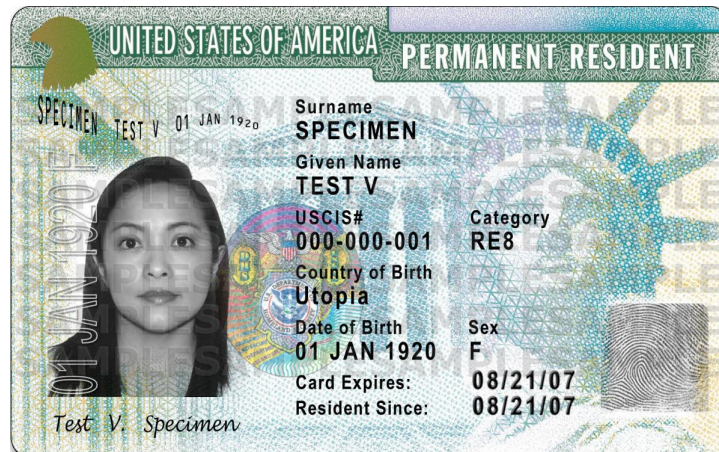 UNITED STATES OF AMERICA PERMANENT RESIDENT
SPECIMEN TEST V 01 JAN 1920
Surname
SPECIMEN
Given Name
TEST V
USCIS# Category
000-000-001 RE8
Country of Birth
Utopia
Date of Birth Sex
01 JAN 1920 F
Card Expires: 08/21/07
Resident Since: 08/21/07
01 JAN 1920 F
Test V. Specimen